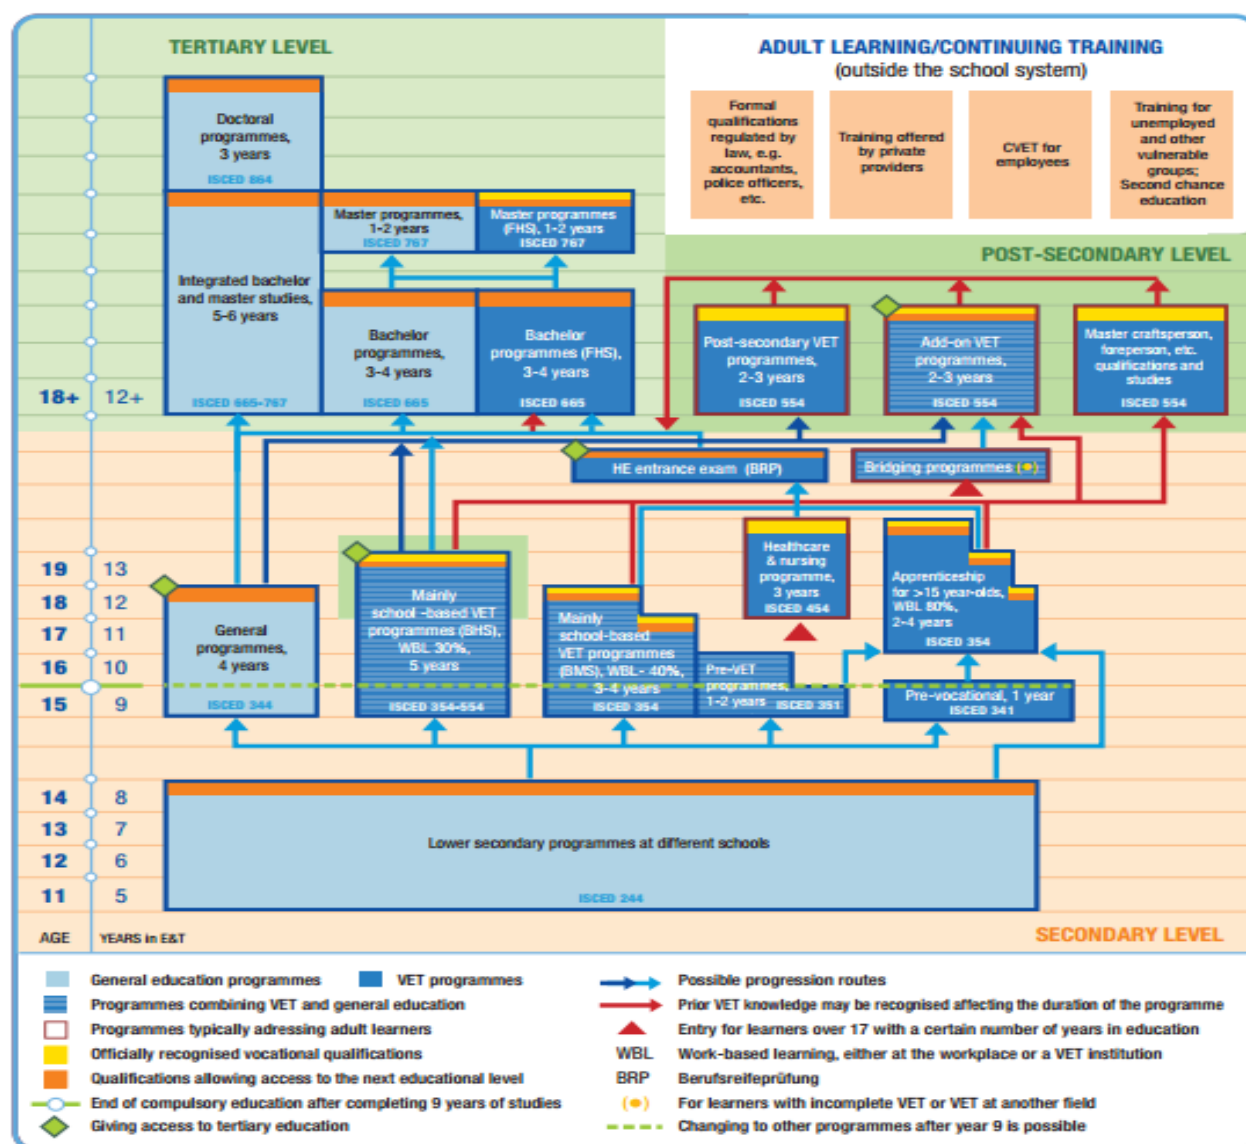 TERTIARY LEVEL
ADULT LEARNING/CONTINUING TRAINING
(outside the school system)
Formal
qualifications
regulated by
law, e.g.
accountants,
police officers,
etc.
Training offered
by private
providers
CVET for
employees
Training for
unemployed
and other
vulnerable
groups;
Second chance
education
Doctoral
programmes,
3 years
ISCED 864
Master programmes,
1-2 years
ISCED 767
Master programmes
(FHS), 1-2 years
ISCED 767
POST-SECONDARY LEVEL
Integrated bachelor
and master studies,
5-6 years
ISCED 665-767
Bachelor
programmes,
3-4 years
ISCED 665
Bachelor
programmes (FHS),
3-4 years
ISCED 665
Post-secondary VET
programmes,
2-3 years
ISCED 554
Add-on VET
programmes,
2-3 years
ISCED 554
Master craftsperson,
foreperson, etc.
qualifications and
studies
ISCED 554
18+ 12+
HE entrance exam (BRP)
Bridging programmes (●)
19 13
18 12
17 11
16 10
15 9
General
programmes,
4 years
ISCED 344
Mainly
school -based VET
programmes (BHS),
WBL 30%,
5 years
ISCED 354-554
Mainly
school-based
VET programmes
(BMS), WBL- 40%,
3-4 years
ISCED 354
Pre-VET
programmes,
1-2 years
ISCED 351
Healthcare
& nursing
programme,
3 years
ISCED 454
Apprenticeship
for >15 year-olds,
WBL 80%,
2-4 years
ISCED 354
Pre-vocational, 1 year
ISCED 341
14 8
13 7
12 6
11 5
Lower secondary programmes at different schools
ISCED 244
AGE YEARS in E&T
SECONDARY LEVEL
General education programmes
VET programmes
Programmes combining VET and general education
Programmes typically adressing adult learners
Officially recognised vocational qualifications
Qualifications allowing access to the next educational level
End of compulsory education after completing 9 years of studies
Giving access to tertiary education
Possible progression routes
Prior VET knowledge may be recognised affecting the duration of the programme
Entry for learners over 17 with a certain number of years in education
WBL Work-based learning, either at the workplace or a VET institution
BRP Berufsreifeprüfung
(●) For learners with incomplete VET or VET at another field
Changing to other programmes after year 9 is possible